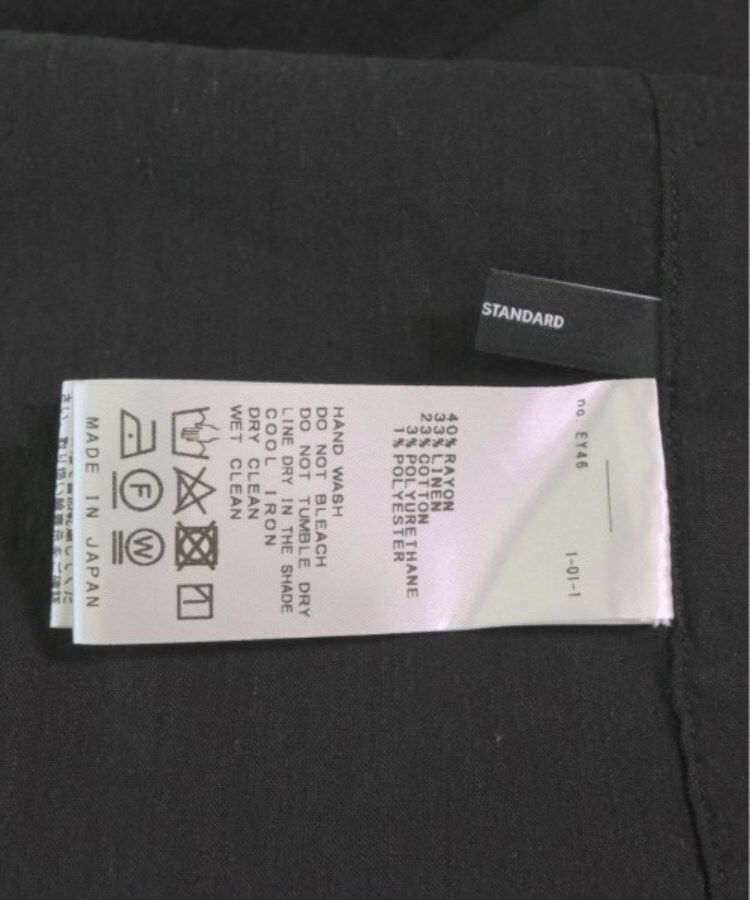 STANDARD
no. EY46
1-01-1
40% RAYON
33% LINEN
23% COTTON
3% POLYURETHANE
1% POLYESTER
HAND WASH
DO NOT BLEACH
DO NOT TUMBLE DRY
LINE DRY IN THE SHADE
COOL IRON
DRY CLEAN
WET CLEAN
F
W
MADE IN JAPAN